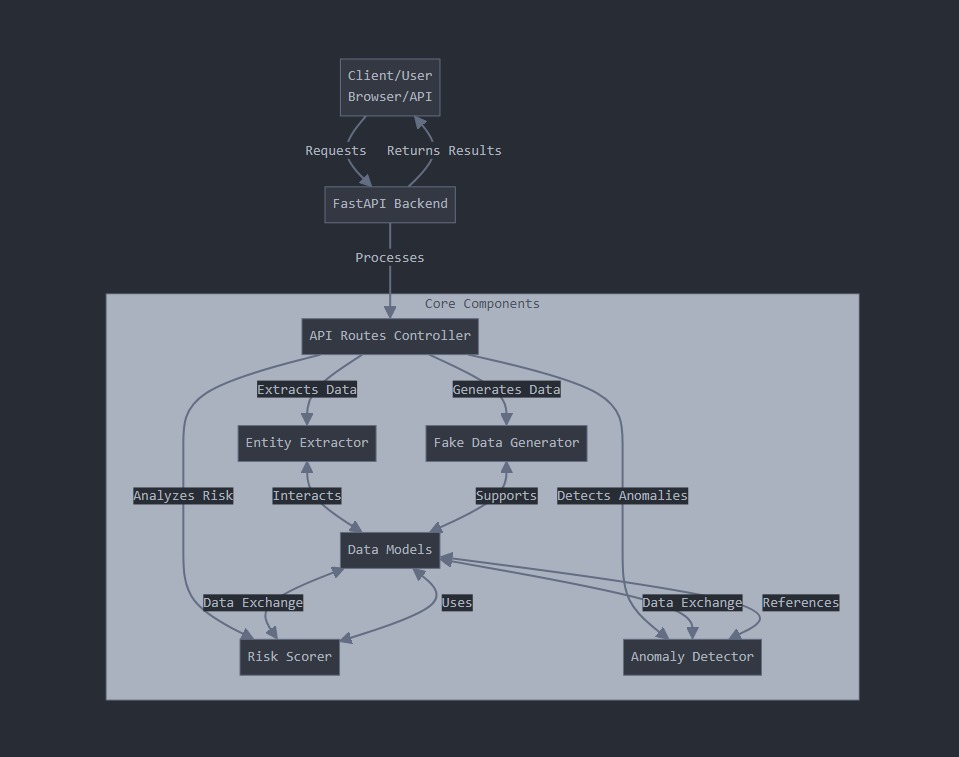 Client/User
Browser/API
Requests
Returns Results
FastAPI Backend
Processes
Core Components
API Routes Controller
Extracts Data
Generates Data
Entity Extractor
Fake Data Generator
Analyzes Risk
Interacts
Supports
Detects Anomalies
Data Models
Data Exchange
Uses
Data Exchange
References
Risk Scorer
Anomaly Detector